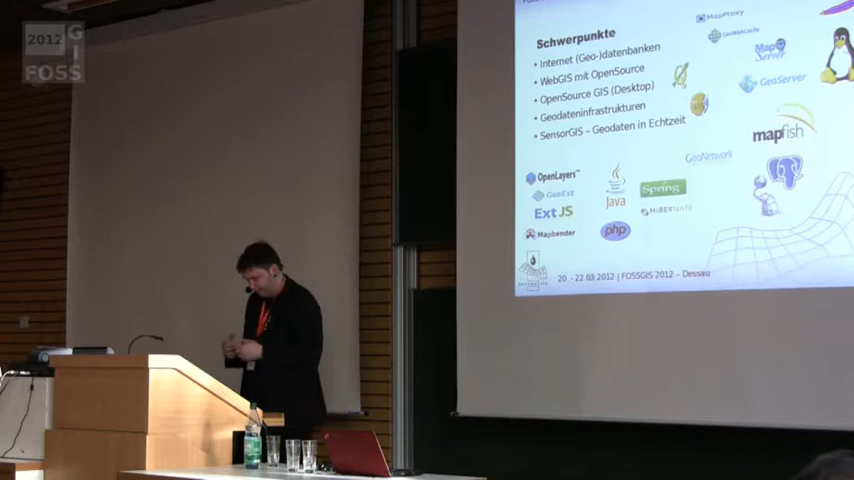 2012 GIS
FOSS
Schwerpunkte
• Internet (Geo-)datenbanken
• WebGIS mit OpenSource
• OpenSource GIS (Desktop)
• Geodateninfrastrukturen
• SensorGIS – Geodaten in Echtzeit
MapProxy
GeoWebCache
MapServer
GeoServer
mapfish
GeoNetwork
OpenLayers™
GeoExt
Ext JS
Mapbender
Java
Spring
HIBERNATE
php
20. - 22.03.2012 | FOSSGIS 2012 – Dessau